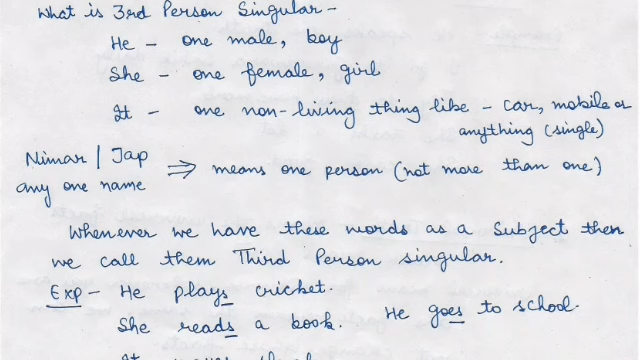 What is 3rd Person Singular -
He - one male, boy
She - one female, girl
It - one non-living thing like - car, mobile or
anything (single)
Nimar | Jap ⇒ means one person (not more than one)
any one name
Whenever we have these words as a Subject then
we call them Third Person singular.
Exp - He plays cricket.
She reads a book. He goes to school.
It